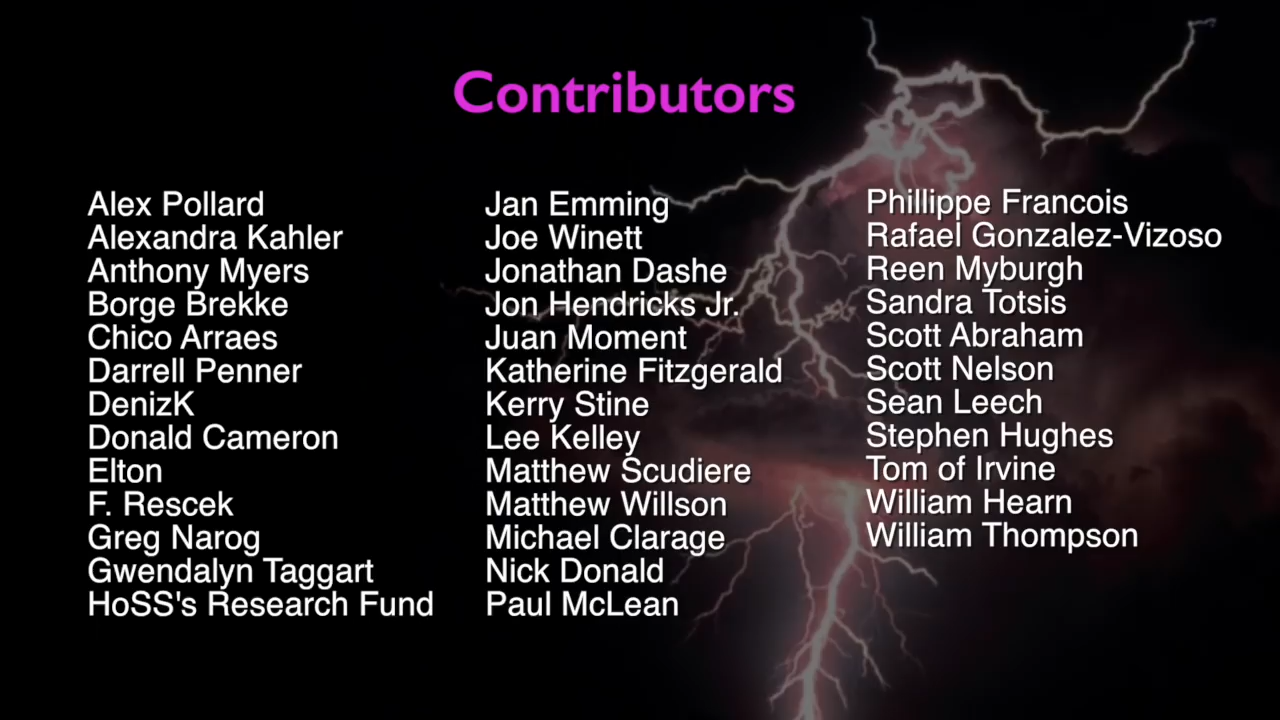 Contributors
Alex Pollard
Alexandra Kahler
Anthony Myers
Borge Brekke
Chico Arraes
Darrell Penner
DenizK
Donald Cameron
Elton
F. Rescek
Greg Narog
Gwendalyn Taggart
HoSS's Research Fund
Jan Emming
Joe Winett
Jonathan Dashe
Jon Hendricks Jr.
Juan Moment
Katherine Fitzgerald
Kerry Stine
Lee Kelley
Matthew Scudiere
Matthew Willson
Michael Clarage
Nick Donald
Paul McLean
Phillippe Francois
Rafael Gonzalez-Vizoso
Reen Myburgh
Sandra Totsis
Scott Abraham
Scott Nelson
Sean Leech
Stephen Hughes
Tom of Irvine
William Hearn
William Thompson